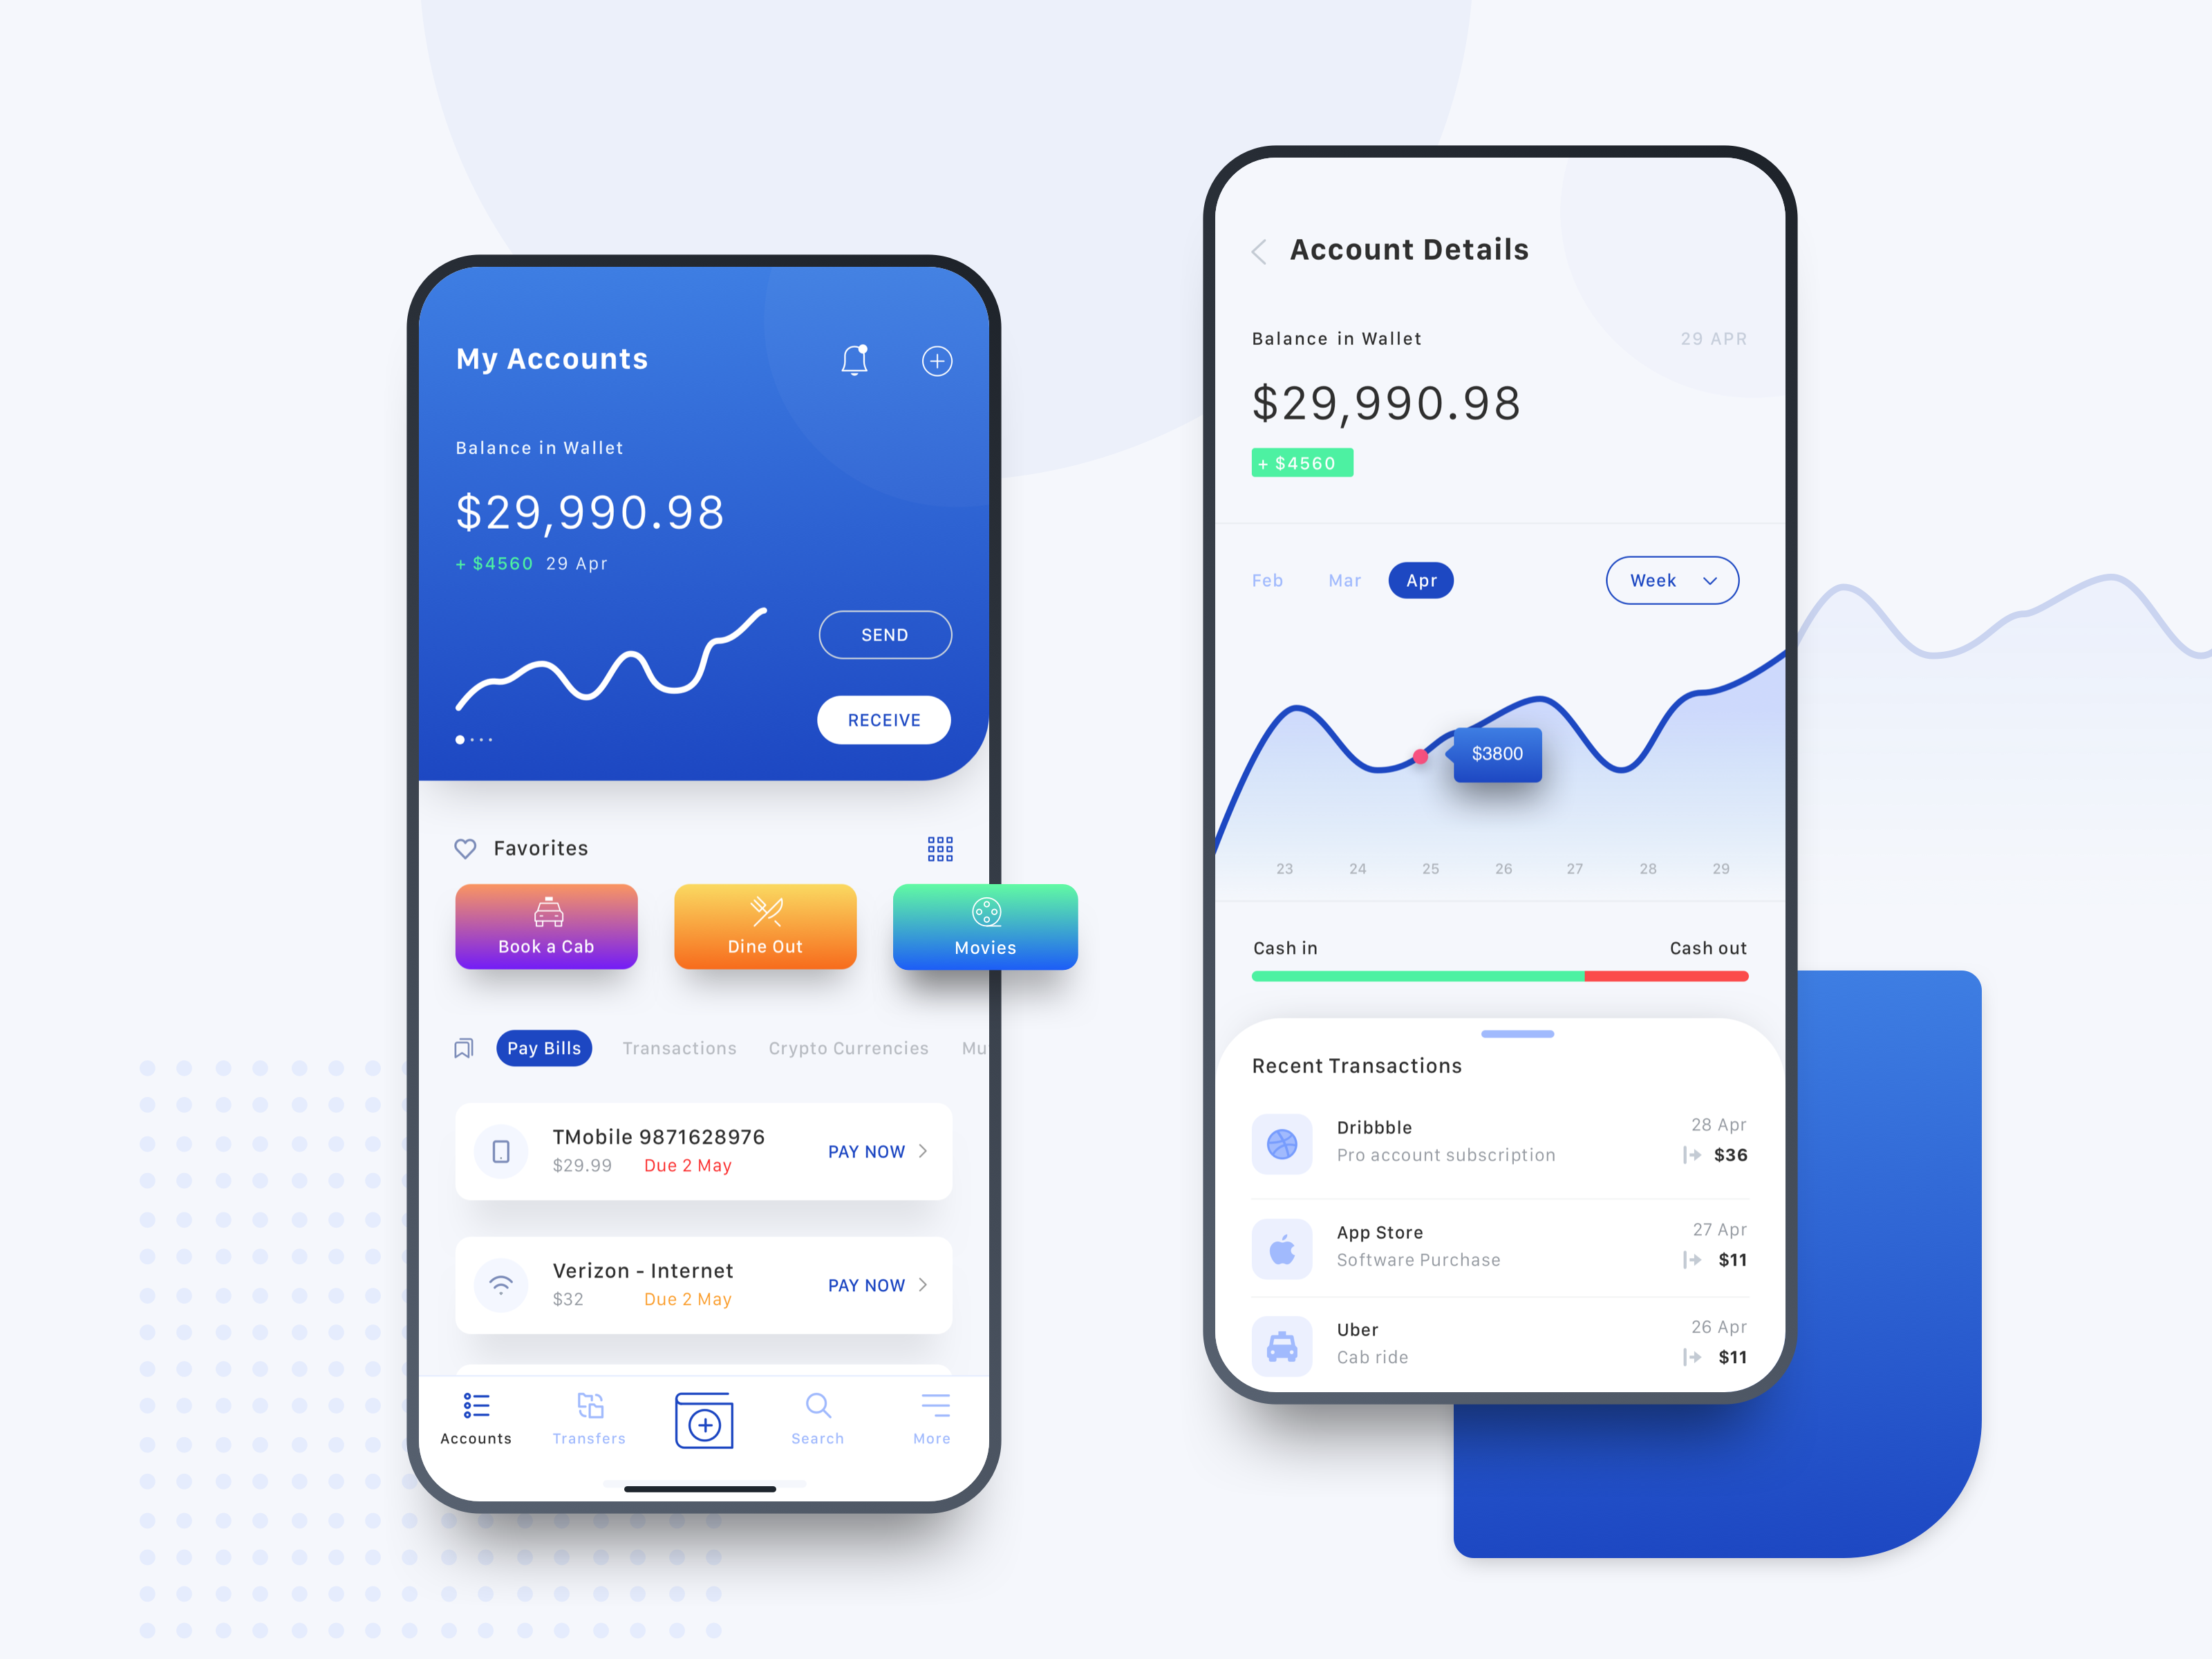 My Accounts
Balance in Wallet
$29,990.98
+ $4560 29 Apr
SEND
RECEIVE
Favorites
Book a Cab
Dine Out
Movies
Pay Bills Transactions Crypto Currencies Mu
TMobile 9871628976
$29.99 Due 2 May
PAY NOW
Verizon - Internet
$32 Due 2 May
PAY NOW
Accounts Transfers Search More
Account Details
Balance in Wallet 29 APR
$29,990.98
+ $4560
Feb Mar Apr Week
$3800
23 24 25 26 27 28 29
Cash in Cash out
Recent Transactions
Dribbble 28 Apr
Pro account subscription $36
App Store 27 Apr
Software Purchase $11
Uber 26 Apr
Cab ride $11